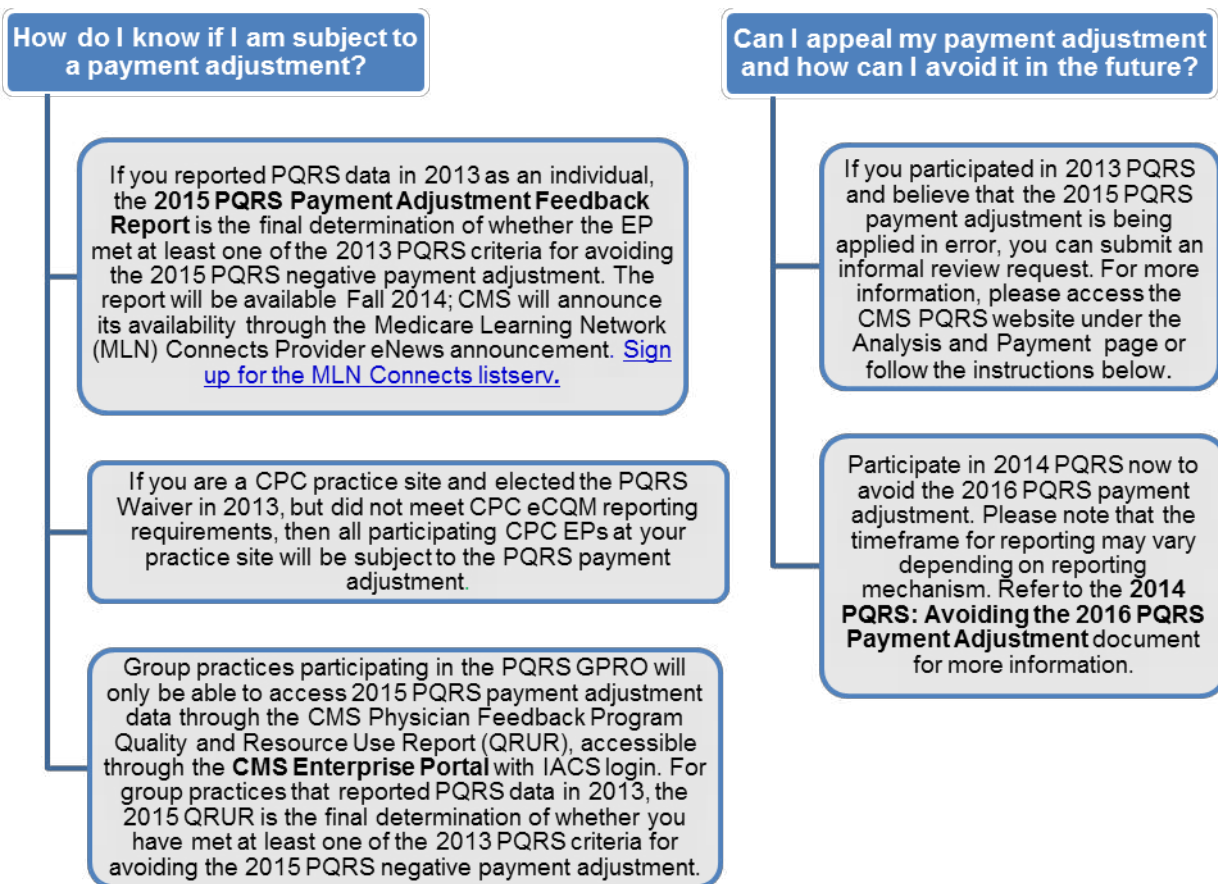 How do I know if I am subject to
a payment adjustment?
If you reported PQRS data in 2013 as an individual,
the 2015 PQRS Payment Adjustment Feedback
Report is the final determination of whether the EP
met at least one of the 2013 PQRS criteria for avoiding
the 2015 PQRS negative payment adjustment. The
report will be available Fall 2014; CMS will announce
its availability through the Medicare Learning Network
(MLN) Connects Provider eNews announcement. Sign
up for the MLN Connects listserv.
If you are a CPC practice site and elected the PQRS
Waiver in 2013, but did not meet CPC eCQM reporting
requirements, then all participating CPC EPs at your
practice site will be subject to the PQRS payment
adjustment.
Group practices participating in the PQRS GPRO will
only be able to access 2015 PQRS payment adjustment
data through the CMS Physician Feedback Program
Quality and Resource Use Report (QRUR), accessible
through the CMS Enterprise Portal with IACS login. For
group practices that reported PQRS data in 2013, the
2015 QRUR is the final determination of whether you
have met at least one of the 2013 PQRS criteria for
avoiding the 2015 PQRS negative payment adjustment.
Can I appeal my payment adjustment
and how can I avoid it in the future?
If you participated in 2013 PQRS
and believe that the 2015 PQRS
payment adjustment is being
applied in error, you can submit an
informal review request. For more
information, please access the
CMS PQRS website under the
Analysis and Payment page or
follow the instructions below.
Participate in 2014 PQRS now to
avoid the 2016 PQRS payment
adjustment. Please note that the
timeframe for reporting may vary
depending on reporting
mechanism. Refer to the 2014
PQRS: Avoiding the 2016 PQRS
Payment Adjustment document
for more information.